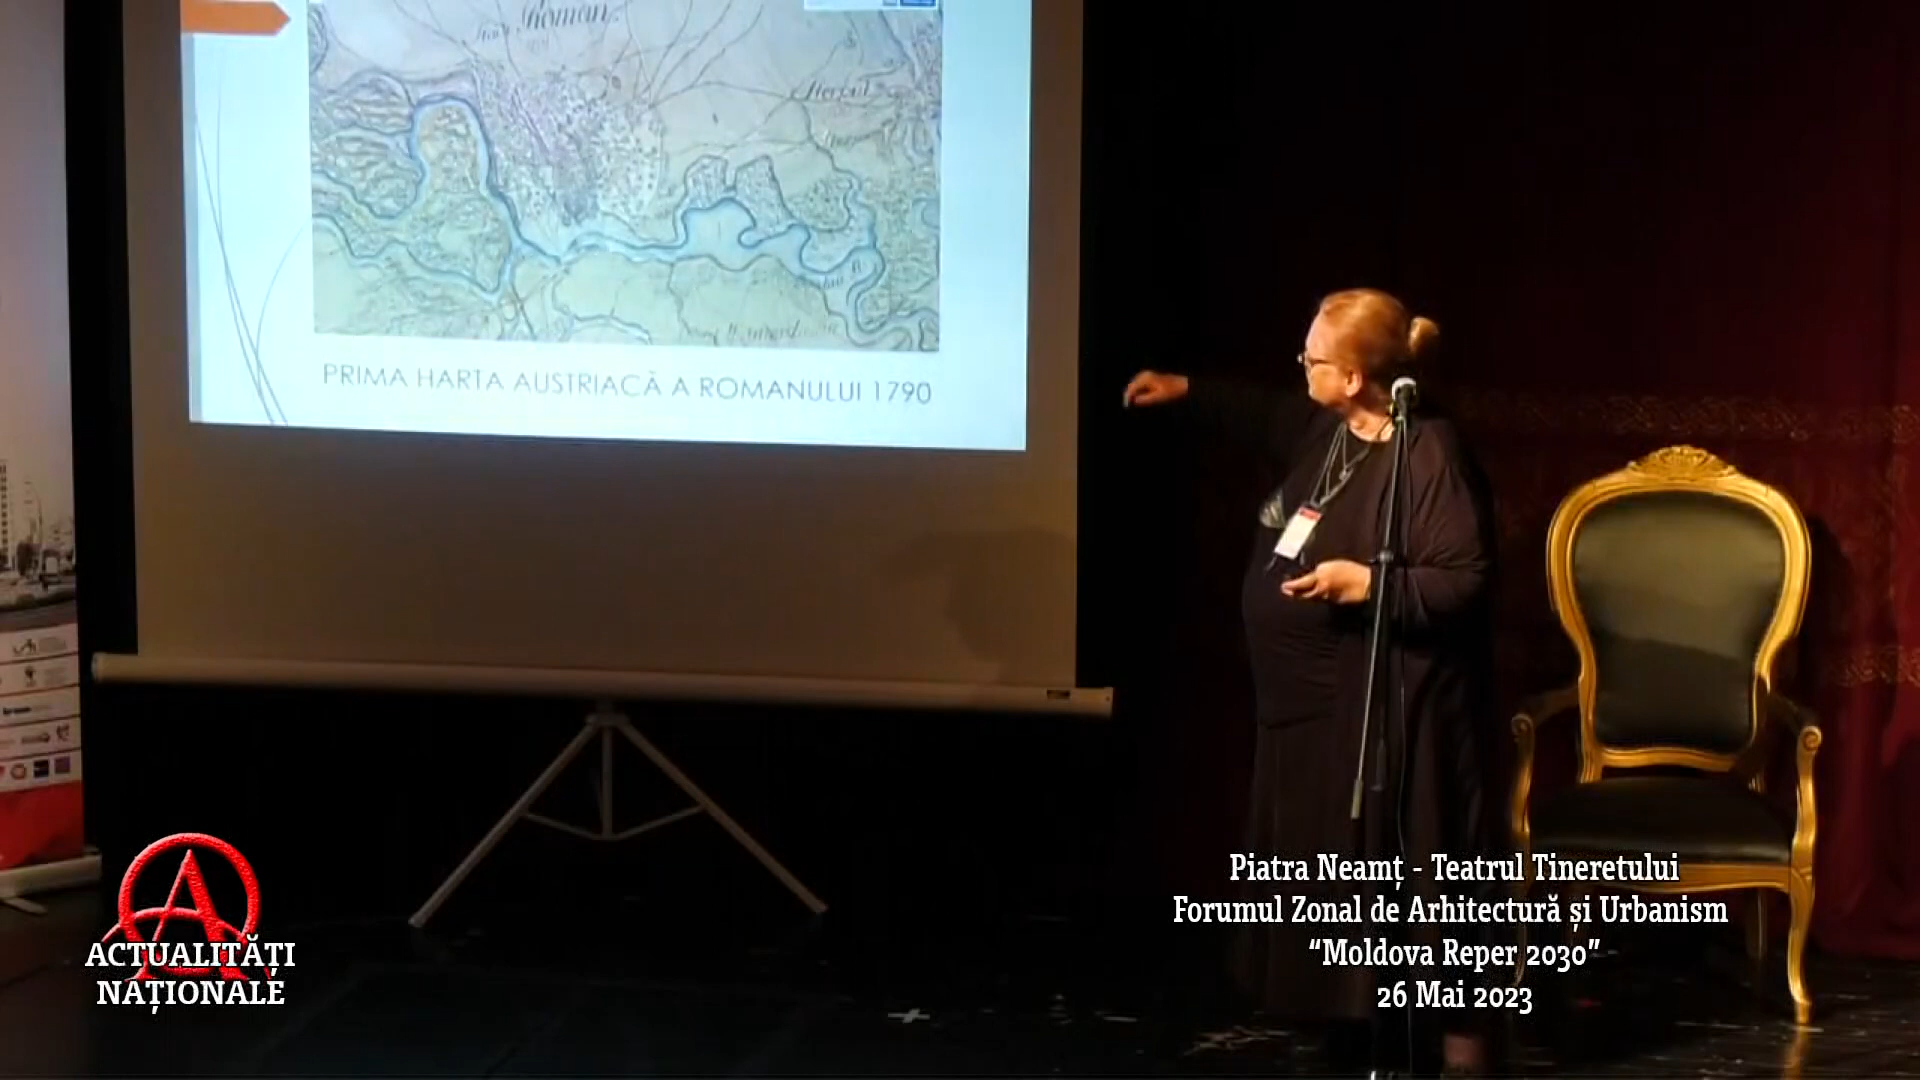 Roman
PRIMA HARTA AUSTRIACĂ A ROMANULUI 1790
Piatra Neamț - Teatrul Tineretului
Forumul Zonal de Arhitectură și Urbanism
“Moldova Reper 2030”
26 Mai 2023
ACTUALITĂȚI
NAȚIONALE